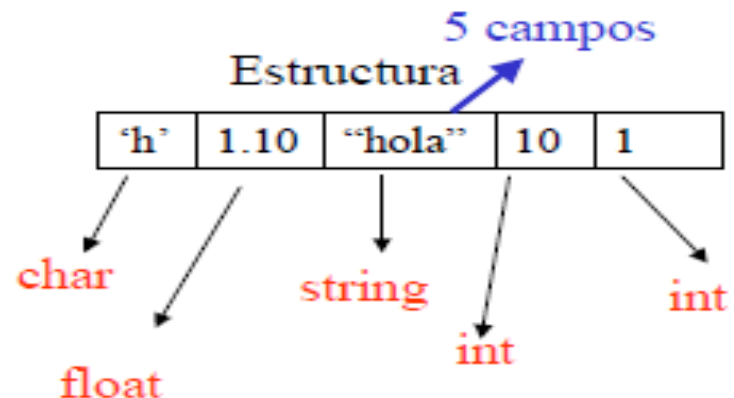 5 campos
Estructura
‘h’ 1.10 “hola” 10 1
char
string
int
int
float